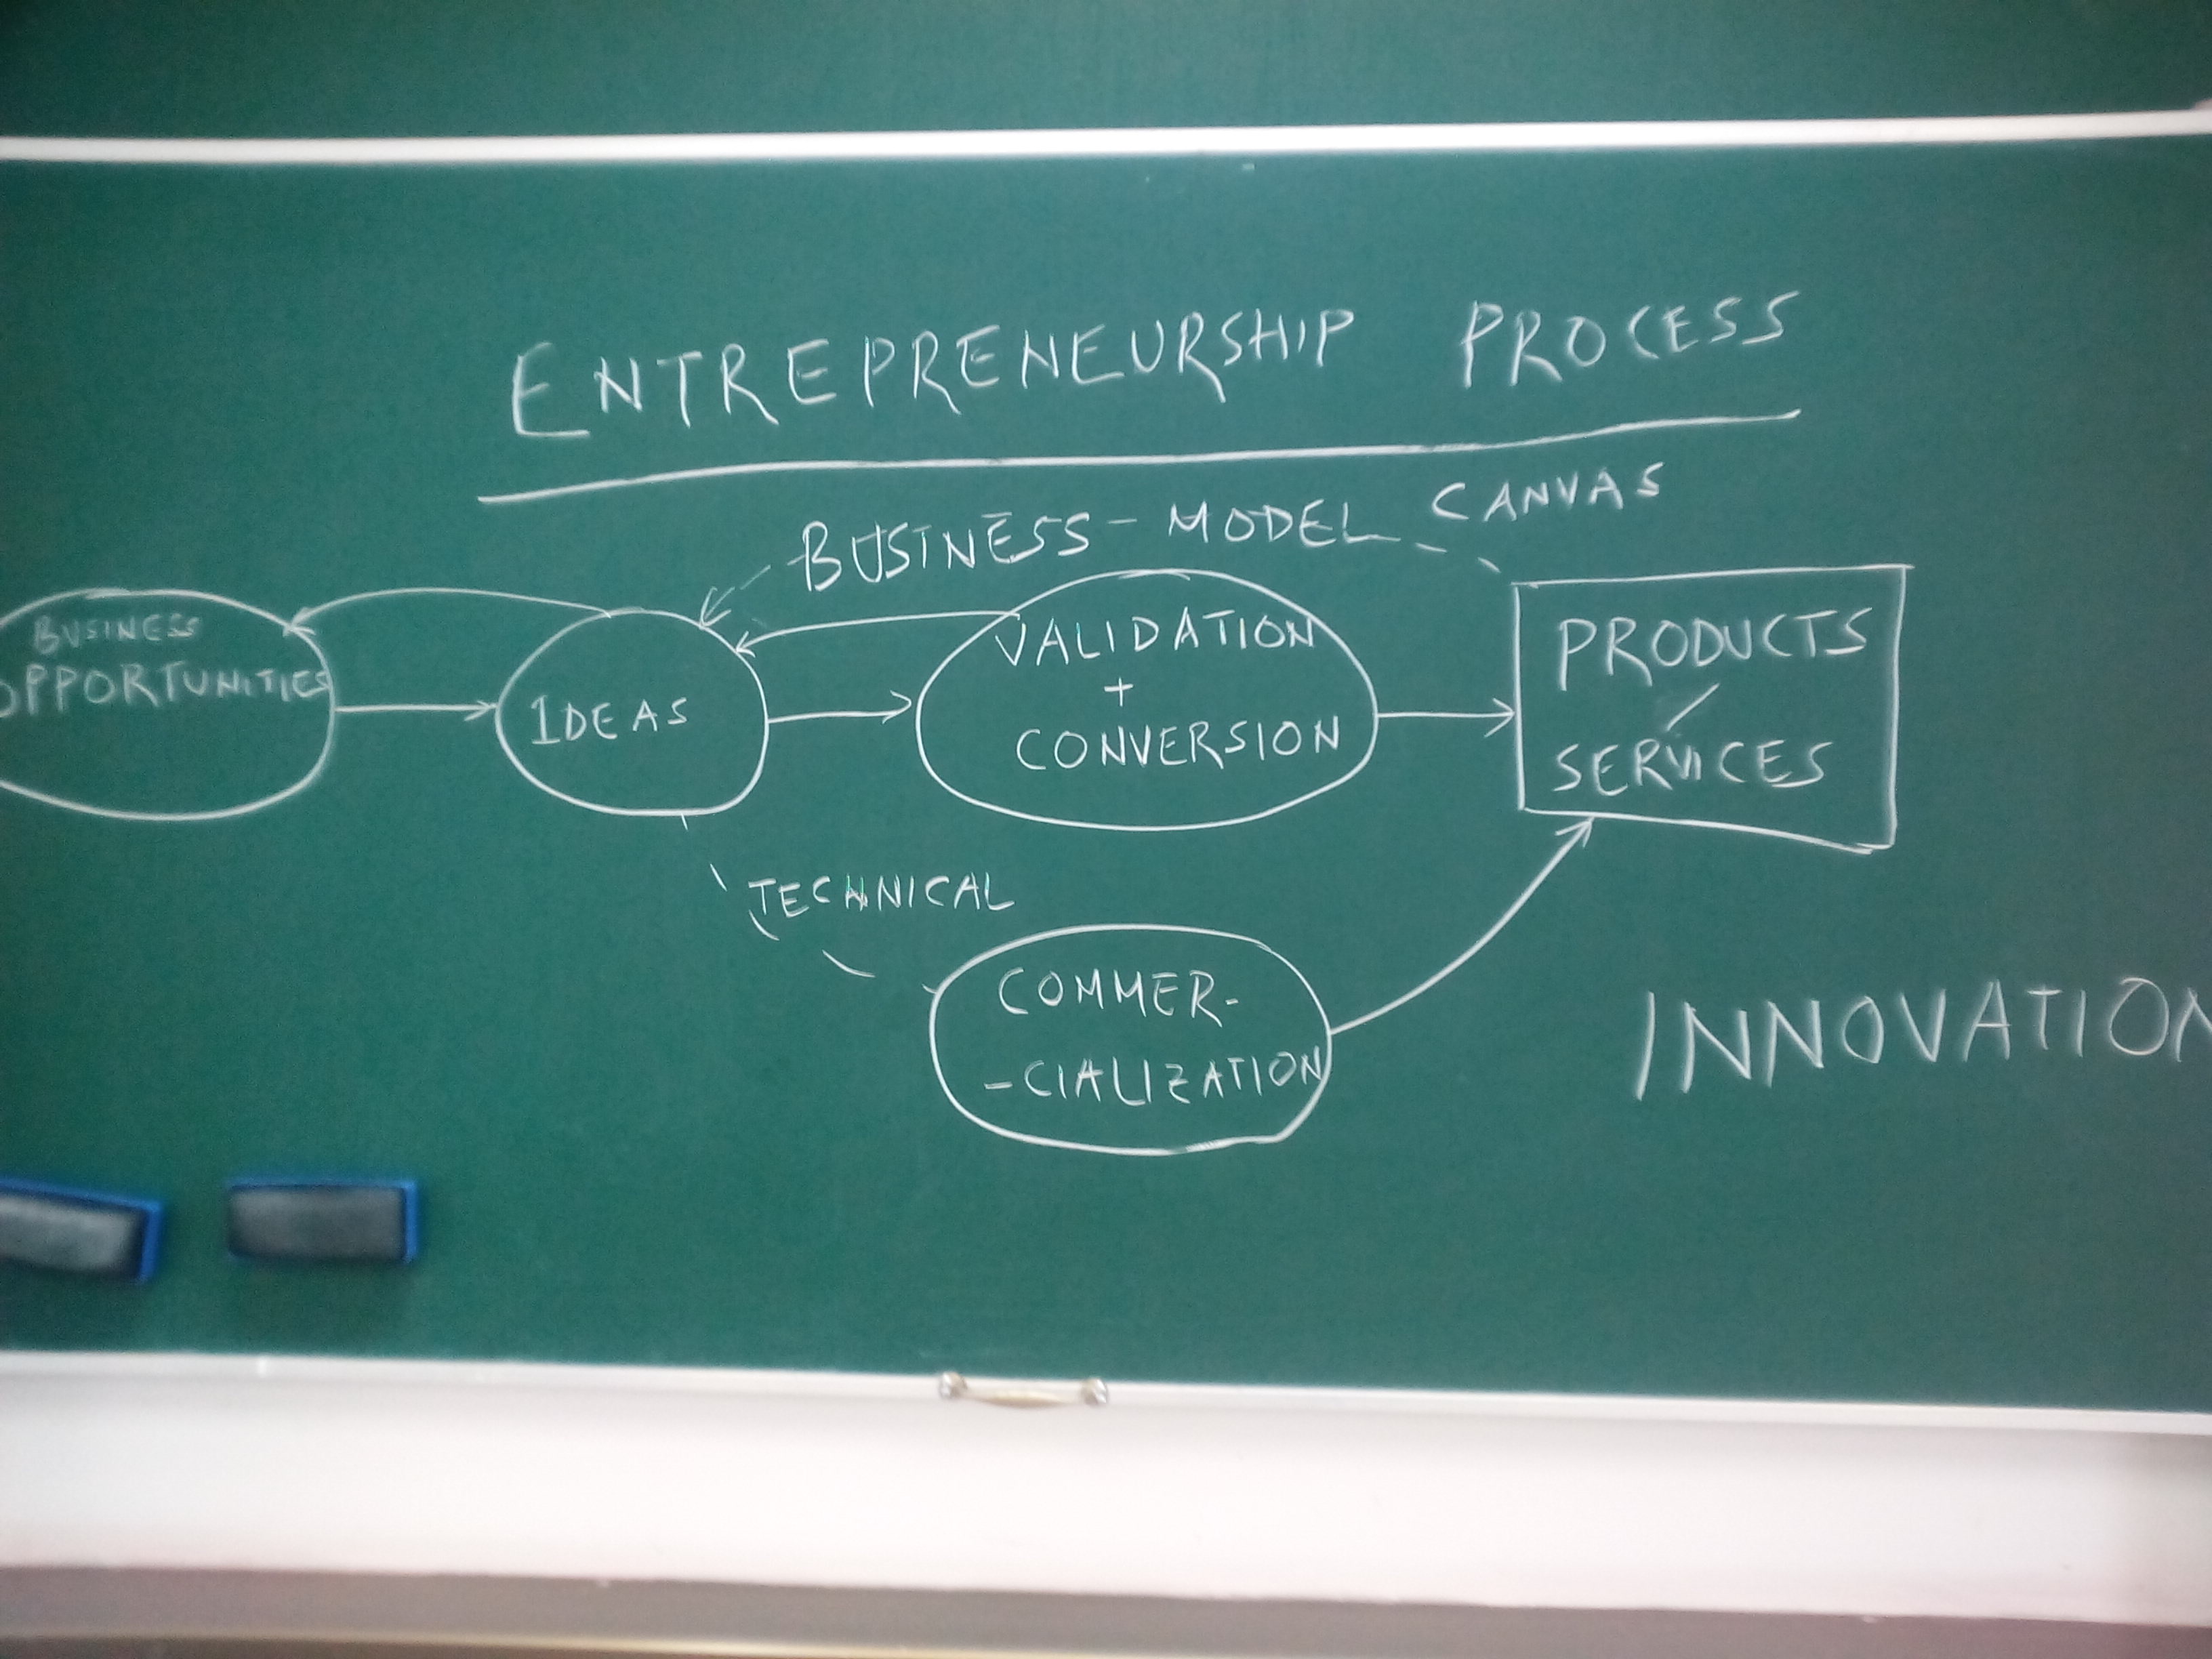 ENTREPRENEURSHIP PROCESS
BUSINESS-MODEL CANVAS
BUSINESS
OPPORTUNITIES
IDEAS
VALIDATION
+
CONVERSION
PRODUCTS
/
SERVICES
TECHNICAL
COMMER-
-CIALIZATION
INNOVATION